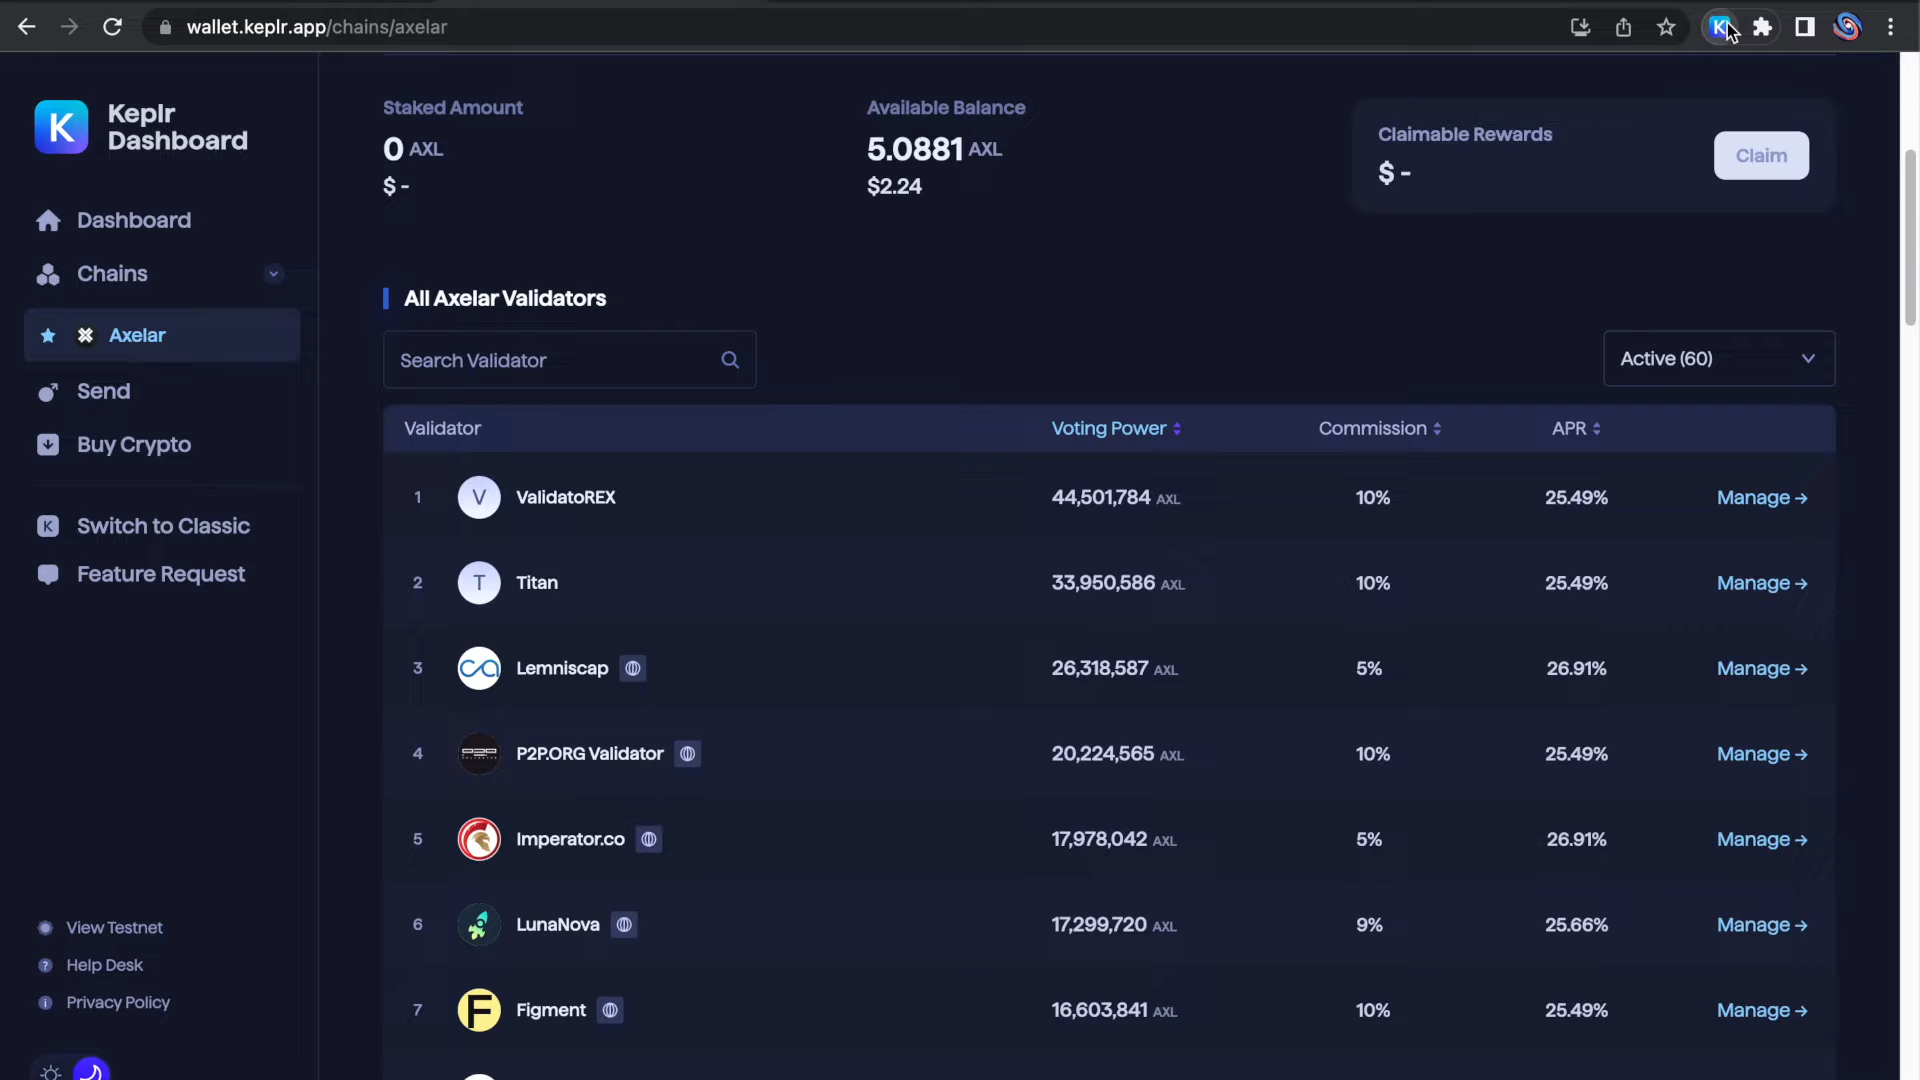 wallet.keplr.app/chains/axelar
K
K
Keplr
Dashboard
Dashboard
Chains
Axelar
Send
Buy Crypto
K
Switch to Classic
Feature Request
View Testnet
? Help Desk
i Privacy Policy
Staked Amount
0 AXL
$ -
Available Balance
5.0881 AXL
$2.24
Claimable Rewards
$ -
Claim
All Axelar Validators
Search Validator
Active (60)
Validator Voting Power Commission APR
1 V ValidatoREX 44,501,784 AXL 10% 25.49% Manage →
2 T Titan 33,950,586 AXL 10% 25.49% Manage →
3 Lemniscap 26,318,587 AXL 5% 26.91% Manage →
4 P2P.ORG Validator 20,224,565 AXL 10% 25.49% Manage →
5 Imperator.co 17,978,042 AXL 5% 26.91% Manage →
6 LunaNova 17,299,720 AXL 9% 25.66% Manage →
7 F Figment 16,603,841 AXL 10% 25.49% Manage →